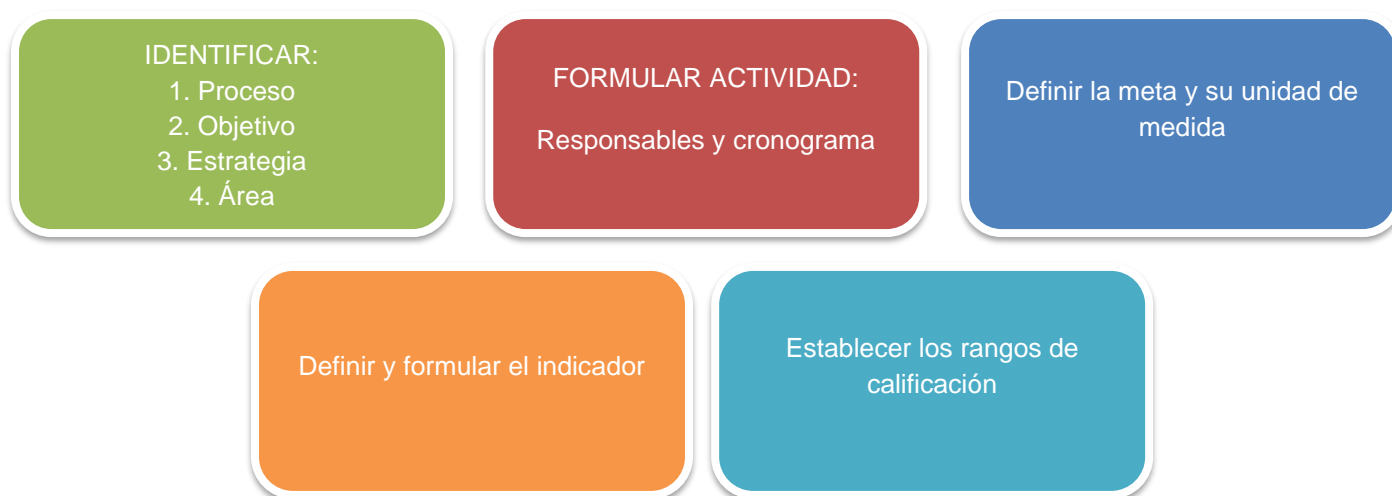 IDENTIFICAR:
1. Proceso
2. Objetivo
3. Estrategia
4. Área
FORMULAR ACTIVIDAD:
Responsables y cronograma
Definir la meta y su unidad de
medida
Definir y formular el indicador
Establecer los rangos de
calificación